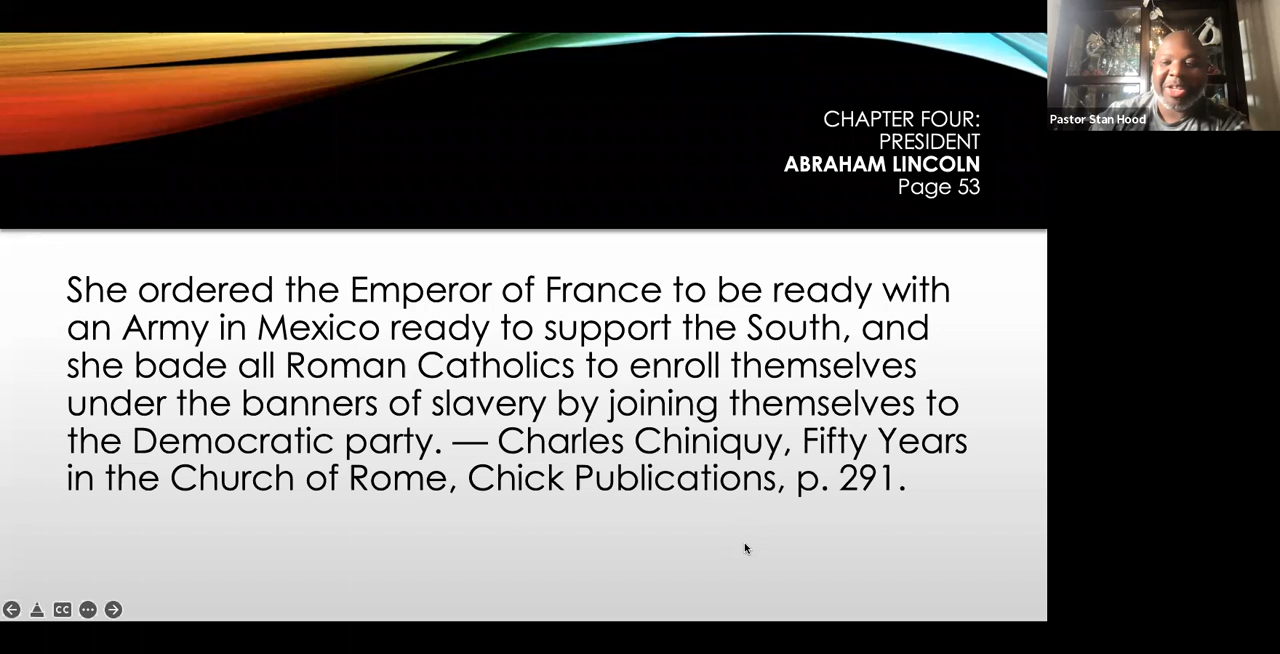 CHAPTER FOUR:
PRESIDENT
ABRAHAM LINCOLN
Page 53
Pastor Stan Hood
She ordered the Emperor of France to be ready with
an Army in Mexico ready to support the South, and
she bade all Roman Catholics to enroll themselves
under the banners of slavery by joining themselves to
the Democratic party. — Charles Chiniquy, Fifty Years
in the Church of Rome, Chick Publications, p. 291.
CC